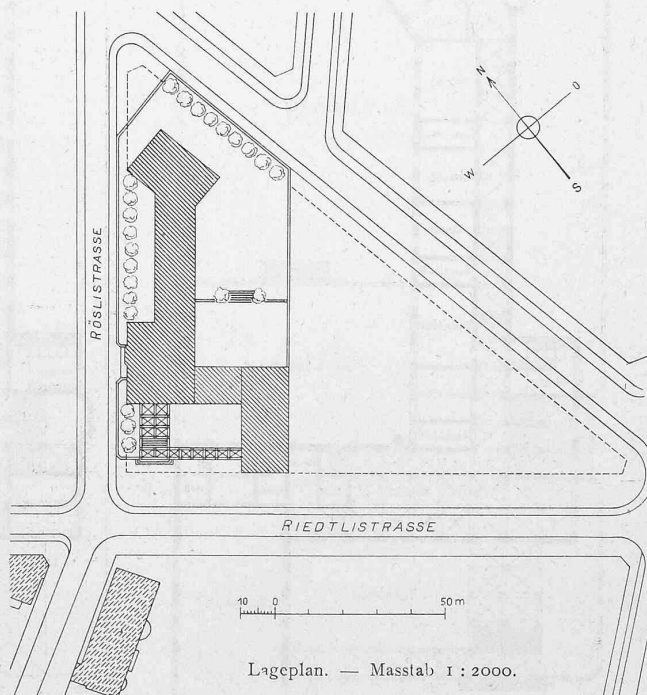 N
O
W
S
RÖSLISTRASSE
RIEDTLISTRASSE
10 0 50 m
Lageplan. — Masstab 1 : 2000.